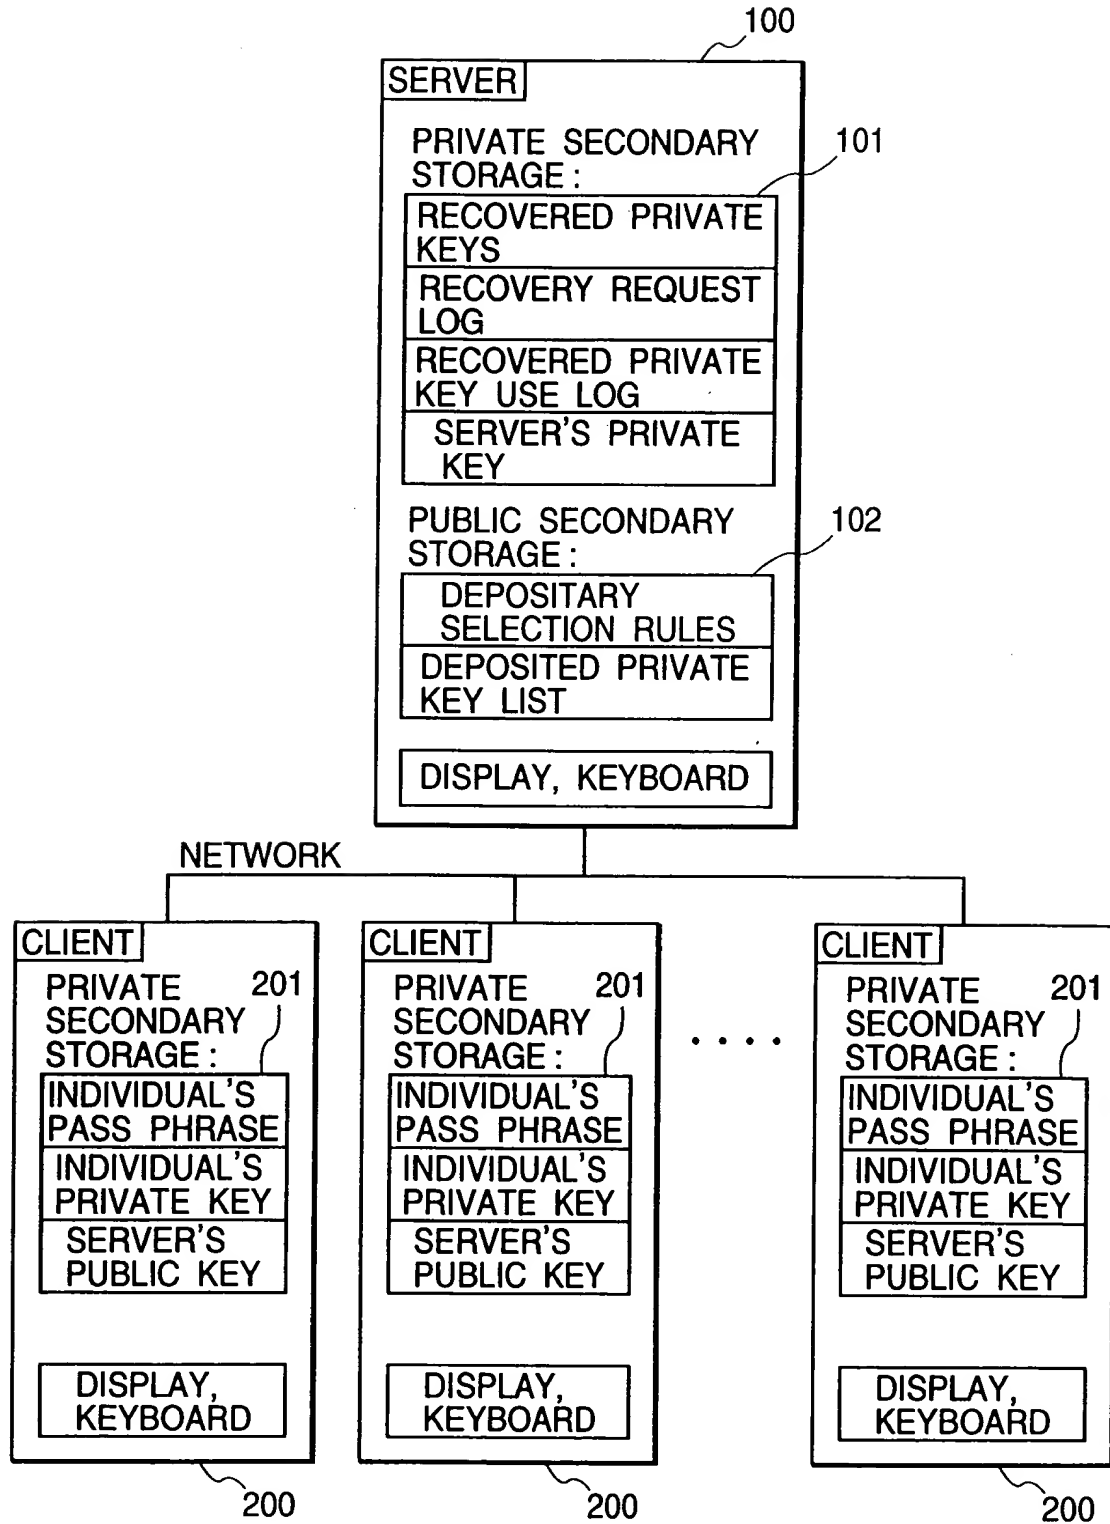 100
SERVER
PRIVATE SECONDARY
STORAGE :
101
RECOVERED PRIVATE
KEYS
RECOVERY REQUEST
LOG
RECOVERED PRIVATE
KEY USE LOG
SERVER'S PRIVATE
KEY
PUBLIC SECONDARY
STORAGE :
102
DEPOSITARY
SELECTION RULES
DEPOSITED PRIVATE
KEY LIST
DISPLAY, KEYBOARD
NETWORK
CLIENT
PRIVATE
SECONDARY
STORAGE :
201
INDIVIDUAL'S
PASS PHRASE
INDIVIDUAL'S
PRIVATE KEY
SERVER'S
PUBLIC KEY
DISPLAY,
KEYBOARD
200
CLIENT
PRIVATE
SECONDARY
STORAGE :
201
INDIVIDUAL'S
PASS PHRASE
INDIVIDUAL'S
PRIVATE KEY
SERVER'S
PUBLIC KEY
DISPLAY,
KEYBOARD
200
. . . .
CLIENT
PRIVATE
SECONDARY
STORAGE :
201
INDIVIDUAL'S
PASS PHRASE
INDIVIDUAL'S
PRIVATE KEY
SERVER'S
PUBLIC KEY
DISPLAY,
KEYBOARD
200